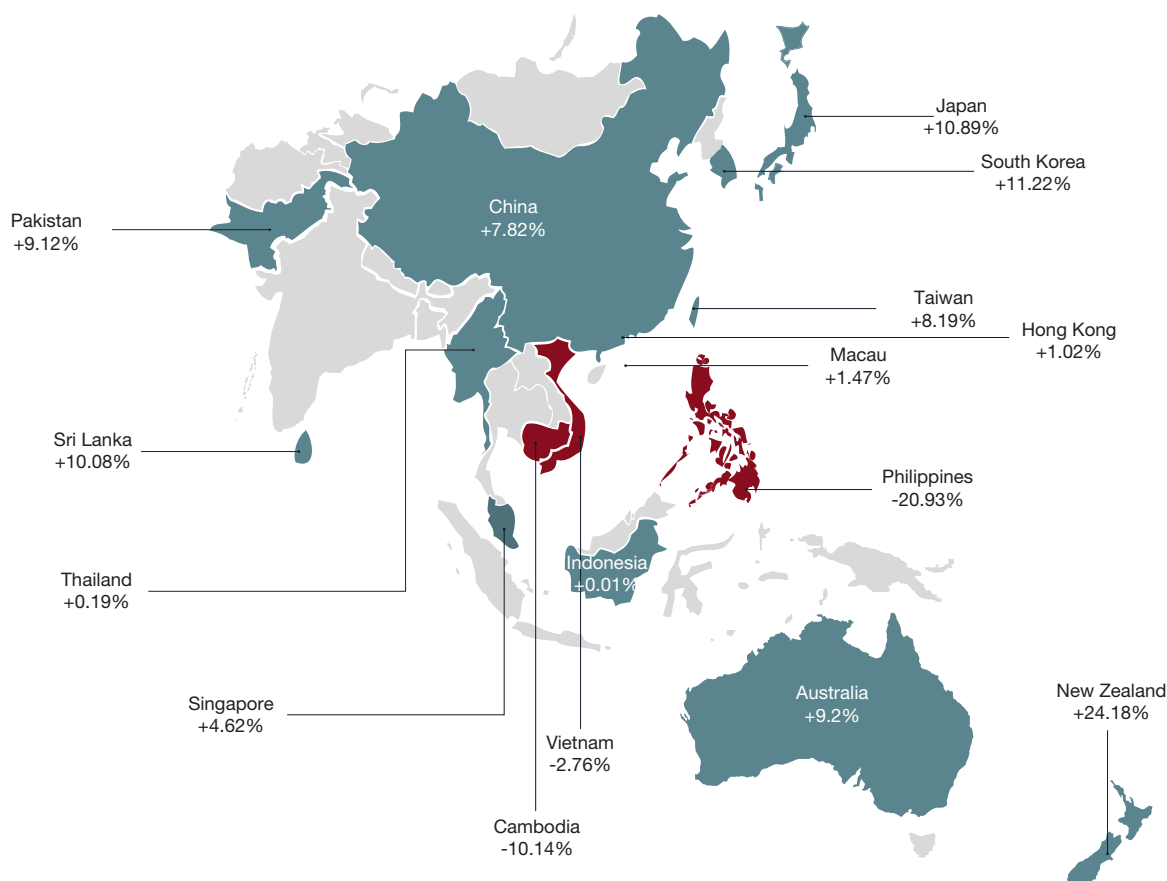 Japan
+10.89%
South Korea
+11.22%
China
+7.82%
Pakistan
+9.12%
Taiwan
+8.19%
Hong Kong
+1.02%
Macau
+1.47%
Sri Lanka
+10.08%
Philippines
-20.93%
Indonesia
+0.01%
Thailand
+0.19%
Singapore
+4.62%
Australia
+9.2%
New Zealand
+24.18%
Vietnam
-2.76%
Cambodia
-10.14%